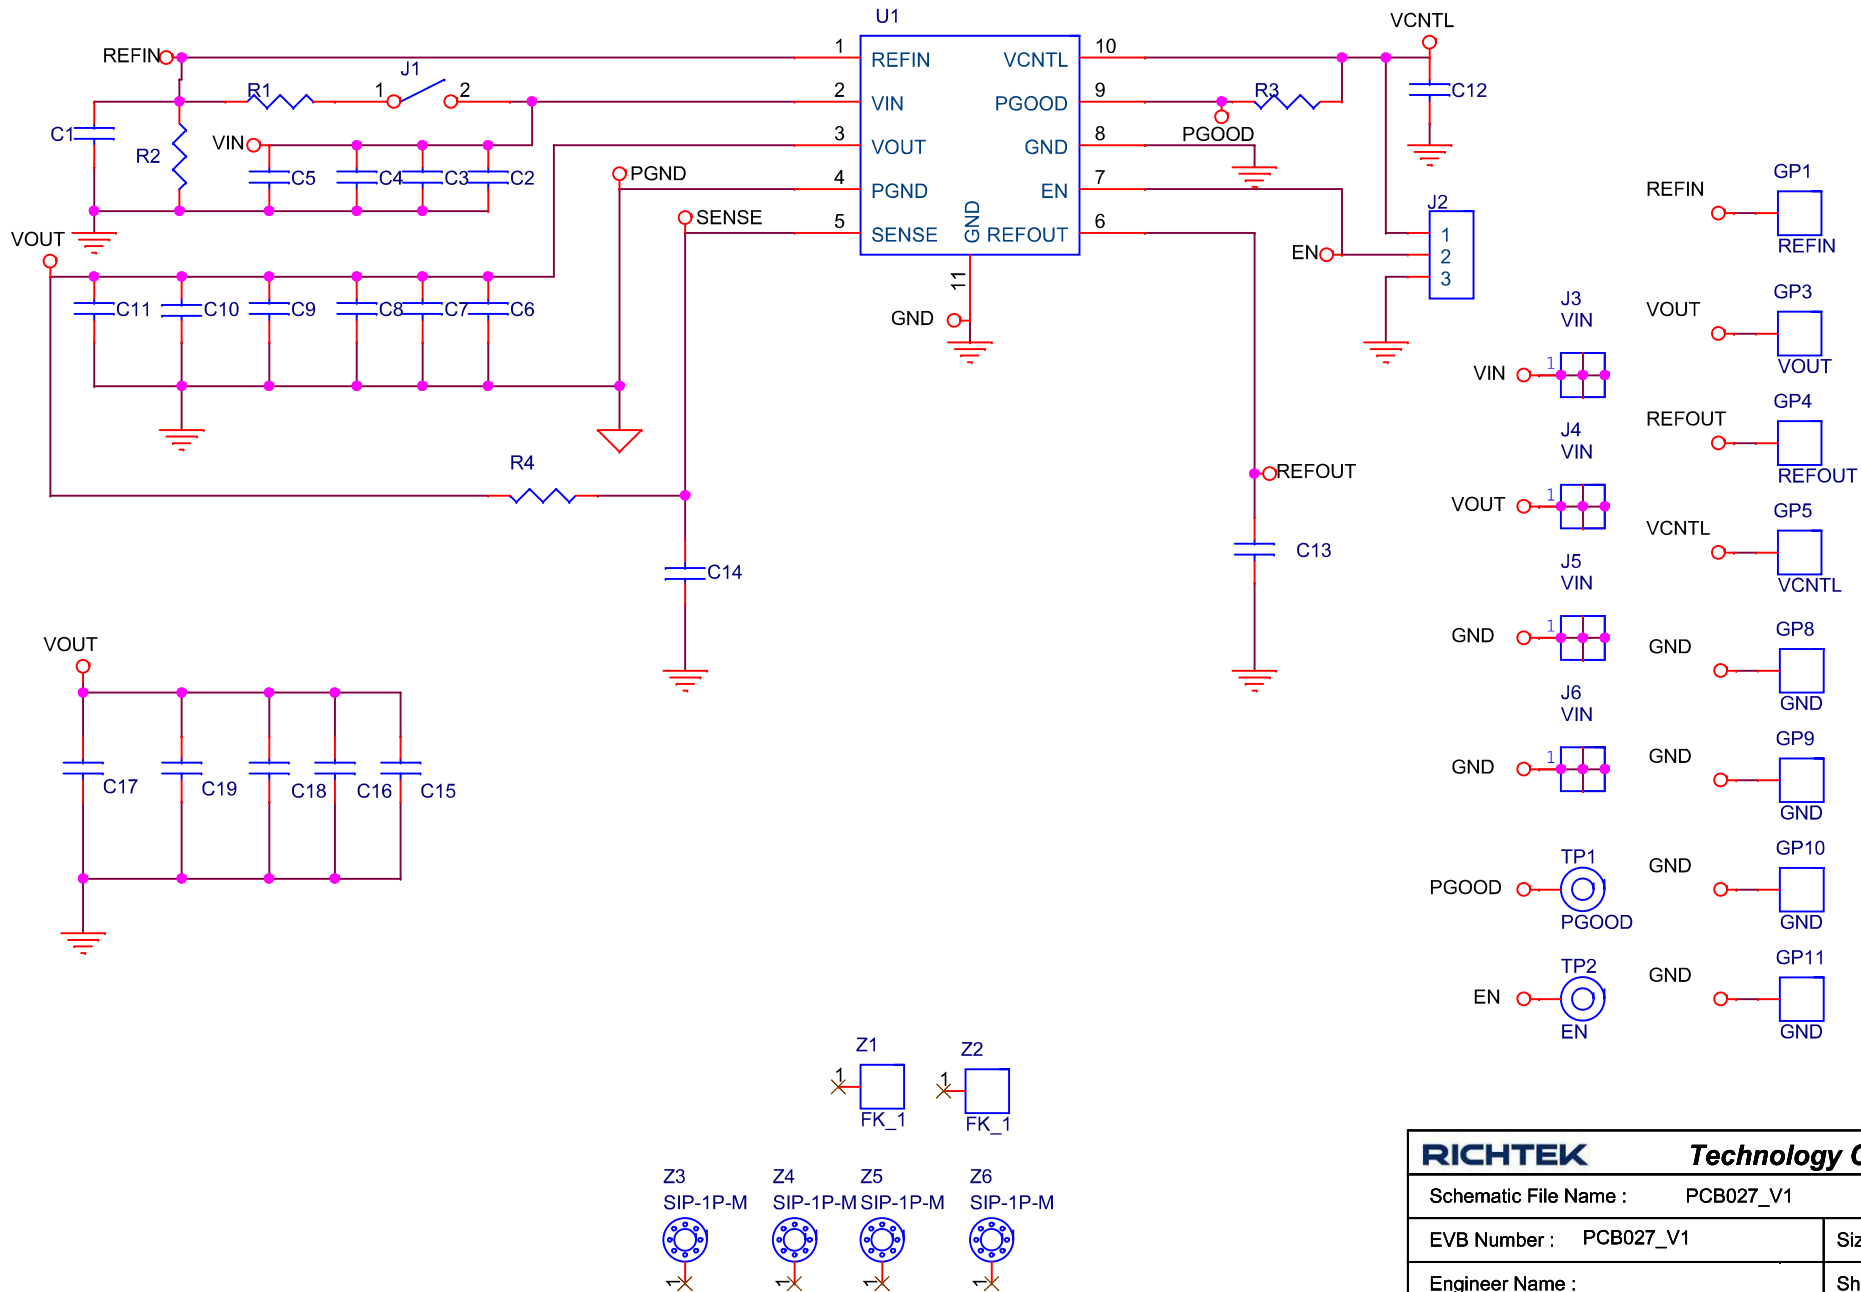 U1
VCNTL
REFIN
1
REFIN
VCNTL
10
J1
R1
1
2
2
VIN
PGOOD
9
R3
C12
C1
R2
VIN
3
VOUT
GND
8
PGOOD
C5
C4
C3
C2
PGND
4
PGND
EN
7
GP1
REFIN
J2
SENSE
5
SENSE
GND
REFOUT
6
1
2
3
REFIN
VOUT
EN
11
GND
C11
C10
C9
C8
C7
C6
J3
VIN
GP3
VOUT
VOUT
VIN
1
GP4
REFOUT
REFOUT
J4
VIN
R4
REFOUT
VOUT
1
GP5
VCNTL
VCNTL
C14
C13
J5
VIN
GND
1
GP8
GND
GND
VOUT
J6
VIN
GND
1
GP9
GND
GND
C17
C19
C18
C16
C15
TP1
PGOOD
PGOOD
GP10
GND
GND
TP2
EN
EN
GP11
GND
GND
Z1
1
FK_1
Z2
1
FK_1
Z3
SIP-1P-M
1
Z4
SIP-1P-M
1
Z5
SIP-1P-M
1
Z6
SIP-1P-M
1
RICHTEK Technology
Schematic File Name : PCB027_V1
EVB Number : PCB027_V1
Engineer Name :